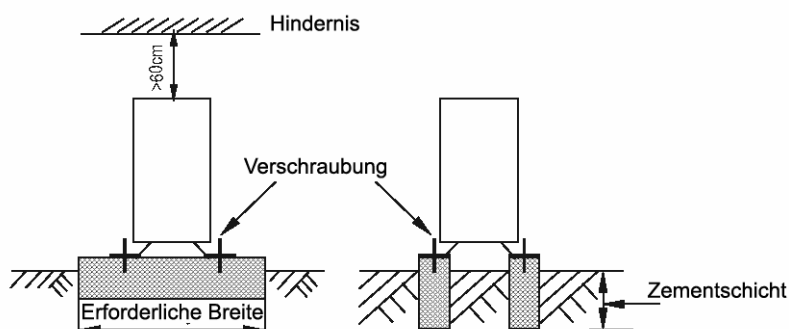 Hindernis
>60cm
Verschraubung
Erforderliche Breite
Zementschicht